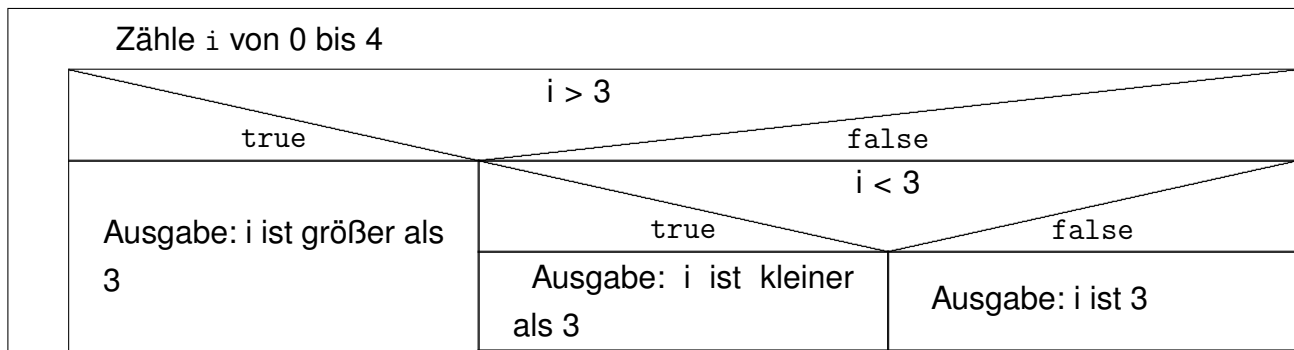 Zähle i von 0 bis 4
i > 3
true
false
i < 3
true
false
Ausgabe: i ist größer als
3
Ausgabe: i ist kleiner
als 3
Ausgabe: i ist 3